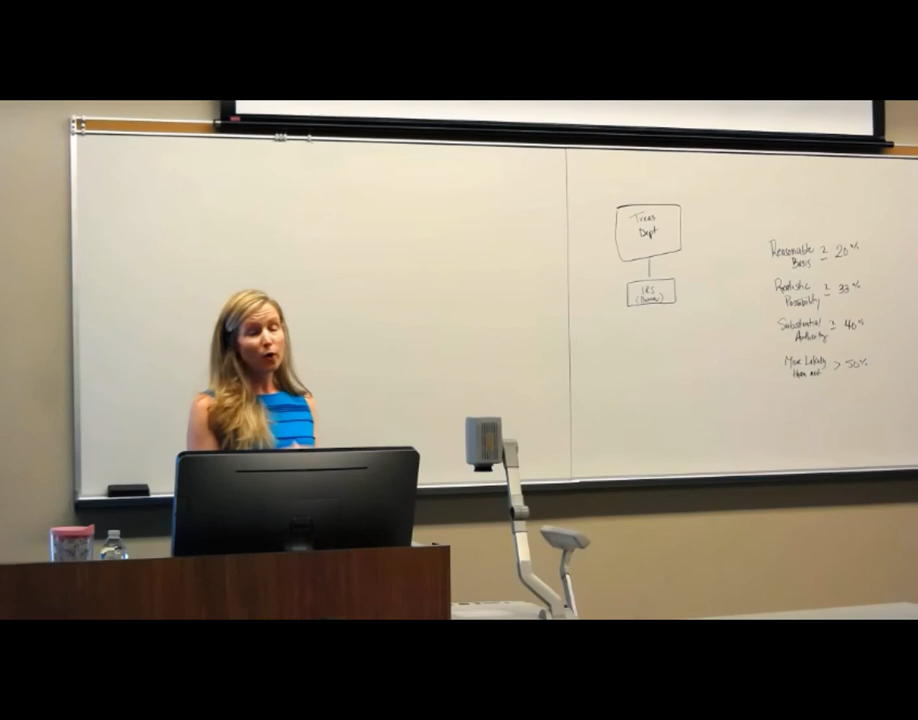 Treas
Dept
IRS
Reasonable ≥ 20%
Basis
Realistic ≥ 33%
Possibility
Substantial ≥ 40%
Authority
More Likely > 50%
than not